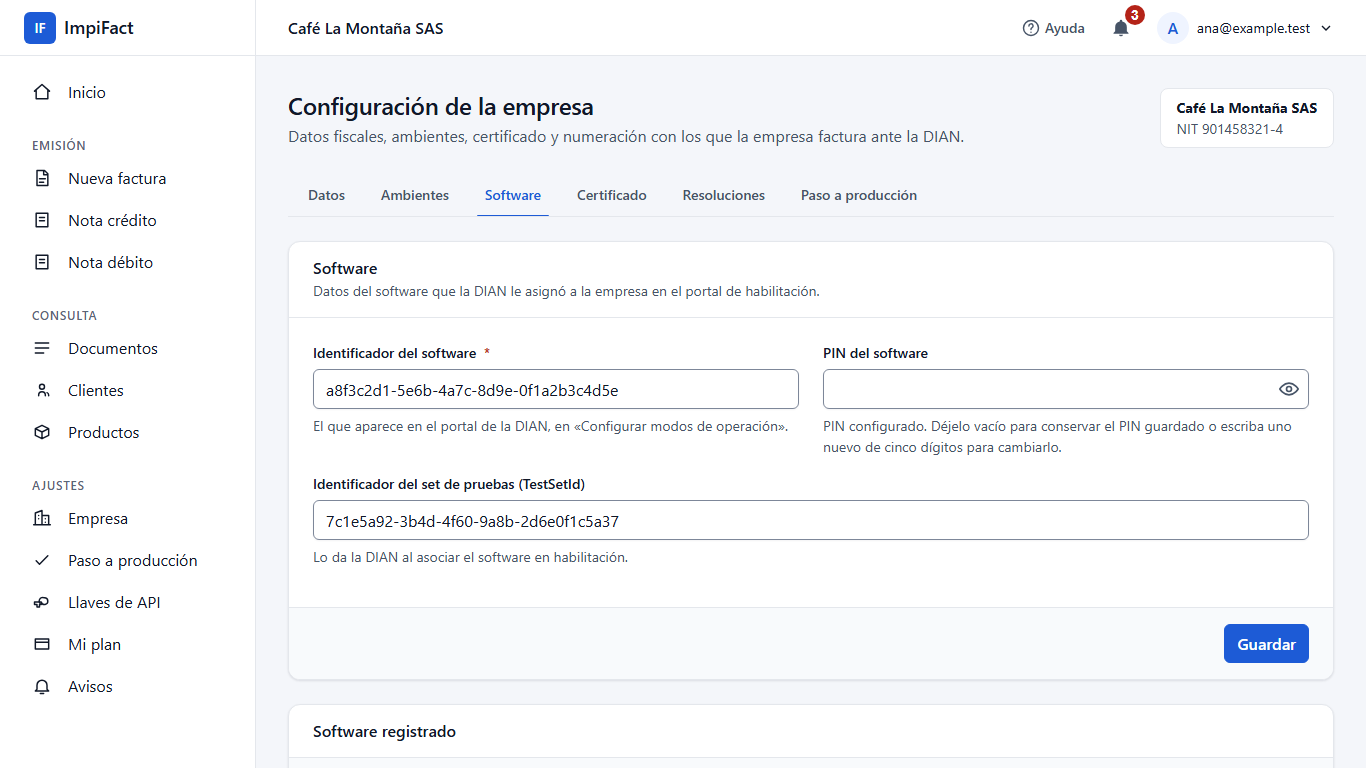 IF ImpiFact
Café La Montaña SAS
Ayuda
3
A
ana@example.test
Inicio
EMISIÓN
Nueva factura
Nota crédito
Nota débito
CONSULTA
Documentos
Clientes
Productos
AJUSTES
Empresa
Paso a producción
Llaves de API
Mi plan
Avisos
Configuración de la empresa
Datos fiscales, ambientes, certificado y numeración con los que la empresa factura ante la DIAN.
Café La Montaña SAS
NIT 901458321-4
Datos Ambientes Software Certificado Resoluciones Paso a producción
Software
Datos del software que la DIAN le asignó a la empresa en el portal de habilitación.
Identificador del software *
a8f3c2d1-5e6b-4a7c-8d9e-0f1a2b3c4d5e
El que aparece en el portal de la DIAN, en «Configurar modos de operación».
PIN del software
PIN configurado. Déjelo vacío para conservar el PIN guardado o escriba uno
nuevo de cinco dígitos para cambiarlo.
Identificador del set de pruebas (TestSetId)
7c1e5a92-3b4d-4f60-9a8b-2d6e0f1c5a37
Lo da la DIAN al asociar el software en habilitación.
Guardar
Software registrado